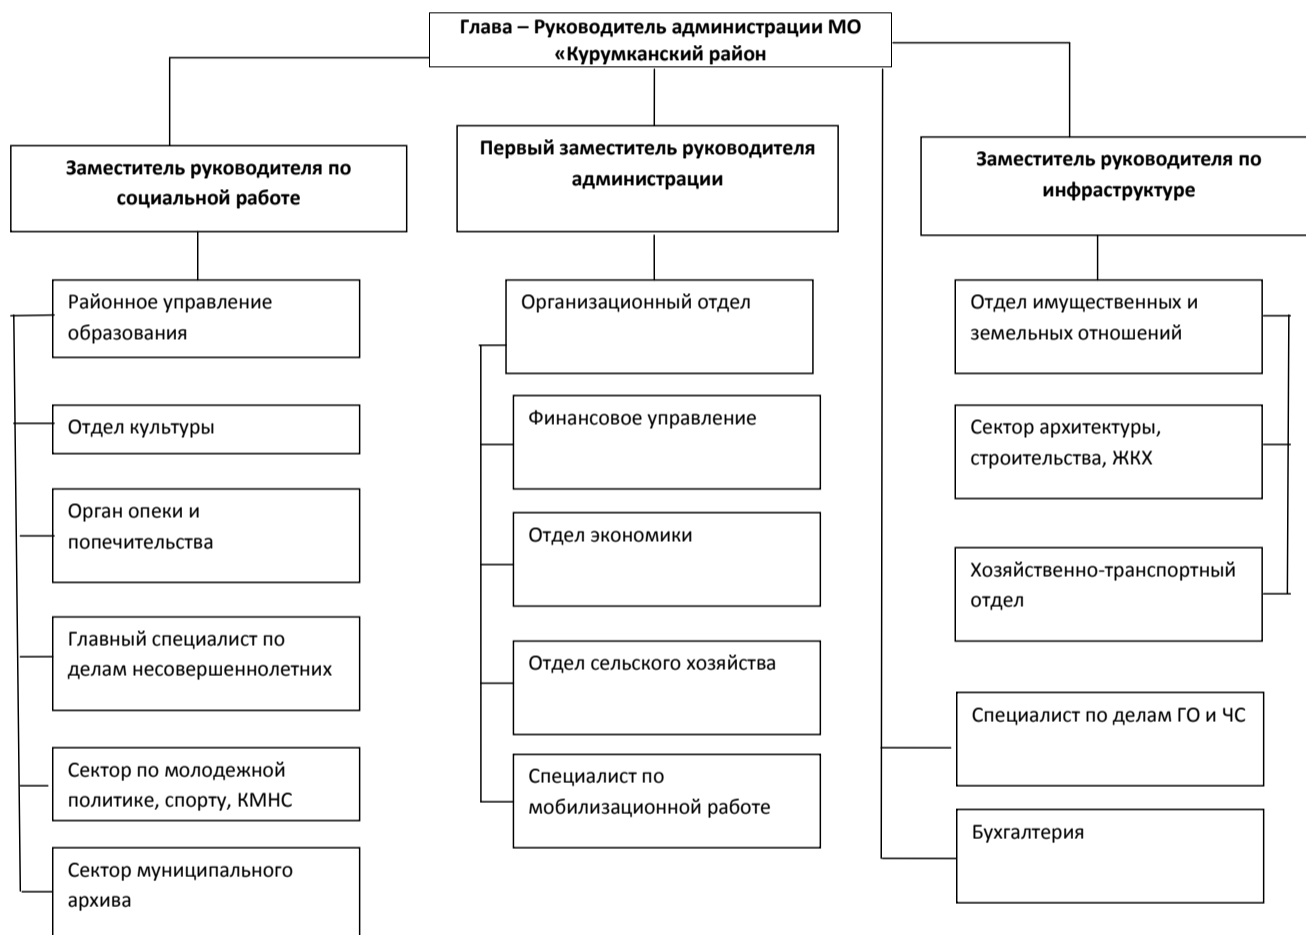 Глава – Руководитель администрации МО
«Курумканский район
Заместитель руководителя по
социальной работе
Первый заместитель руководителя
администрации
Заместитель руководителя по
инфраструктуре
Районное управление
образования
Отдел культуры
Орган опеки и
попечительства
Главный специалист по
делам несовершеннолетних
Сектор по молодежной
политике, спорту, КМНС
Сектор муниципального
архива
Организационный отдел
Финансовое управление
Отдел экономики
Отдел сельского хозяйства
Специалист по
мобилизационной работе
Отдел имущественных и
земельных отношений
Сектор архитектуры,
строительства, ЖКХ
Хозяйственно-транспортный
отдел
Специалист по делам ГО и ЧС
Бухгалтерия